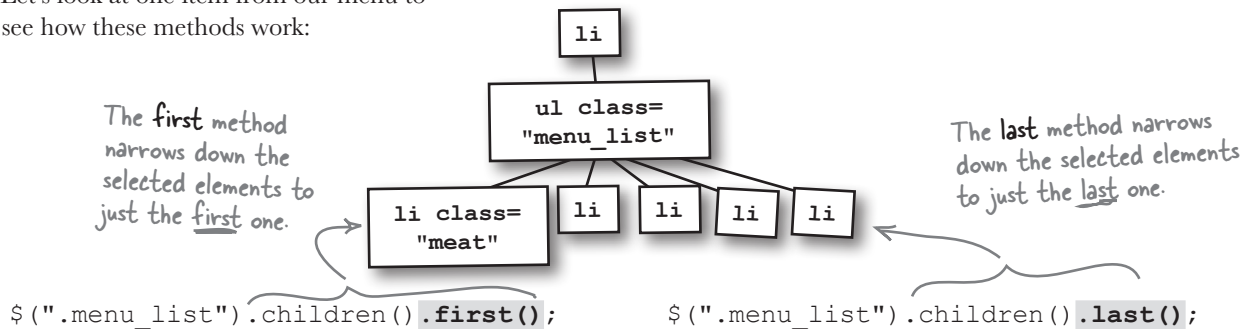 Let's look at one item from our menu to
see how these methods work:
li
ul class=
"menu_list"
The first method
narrows down the
selected elements to
just the first one.
The last method narrows
down the selected elements
to just the last one.
li class=
"meat"
li
li
li
li
$(".menu_list").children().first();
$(".menu_list").children().last();